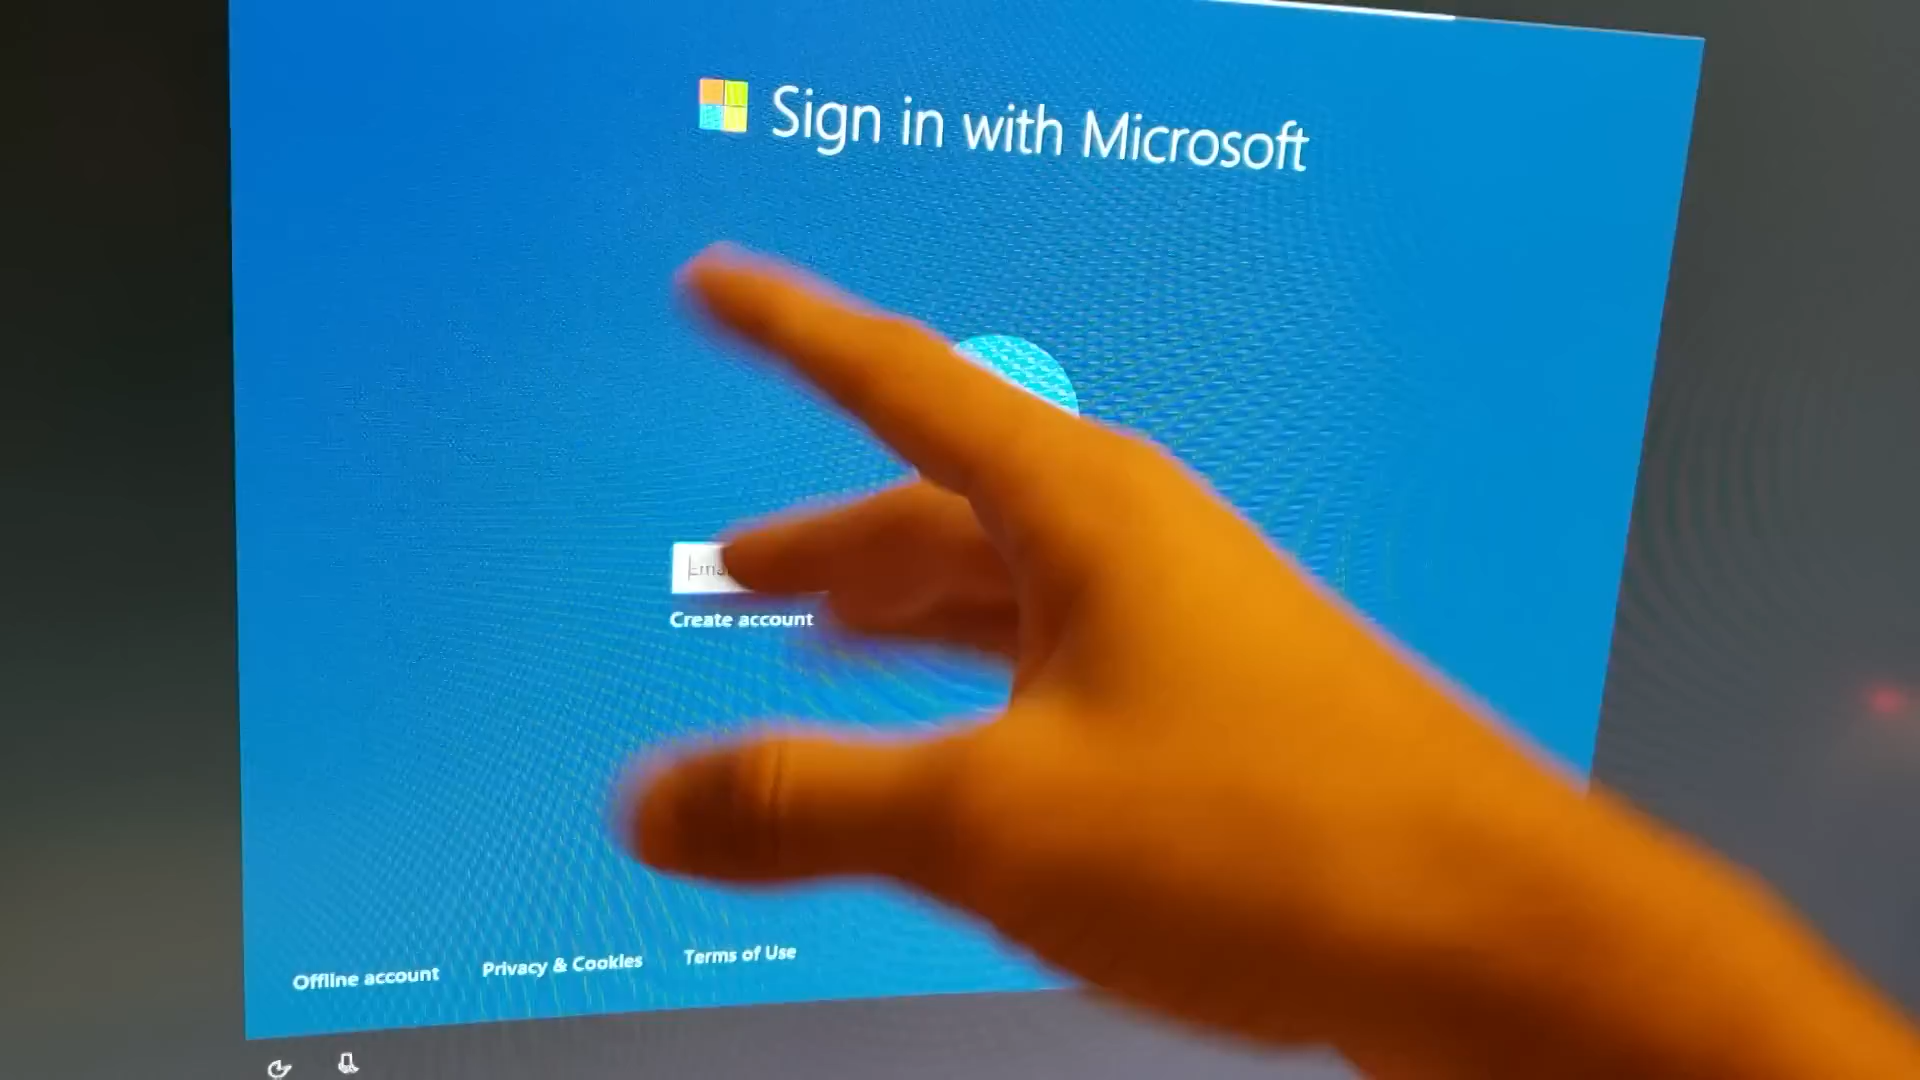 Sign in with Microsoft
Create account
Offline account
Privacy & Cookies
Terms of Use